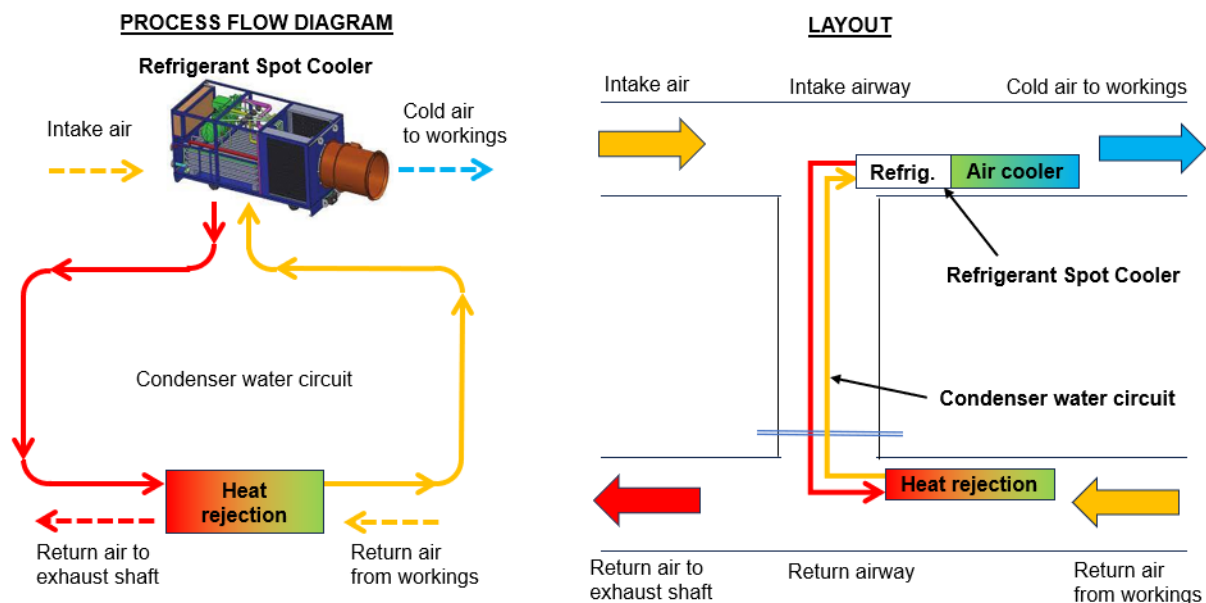 PROCESS FLOW DIAGRAM
Refrigerant Spot Cooler
Intake air
Cold air
to workings
Condenser water circuit
Heat
rejection
Return air to
exhaust shaft
Return air
from workings
LAYOUT
Intake air
Intake airway
Cold air to workings
Refrig.
Air cooler
Refrigerant Spot Cooler
Condenser water circuit
Heat rejection
Return air to
exhaust shaft
Return airway
Return air
from workings